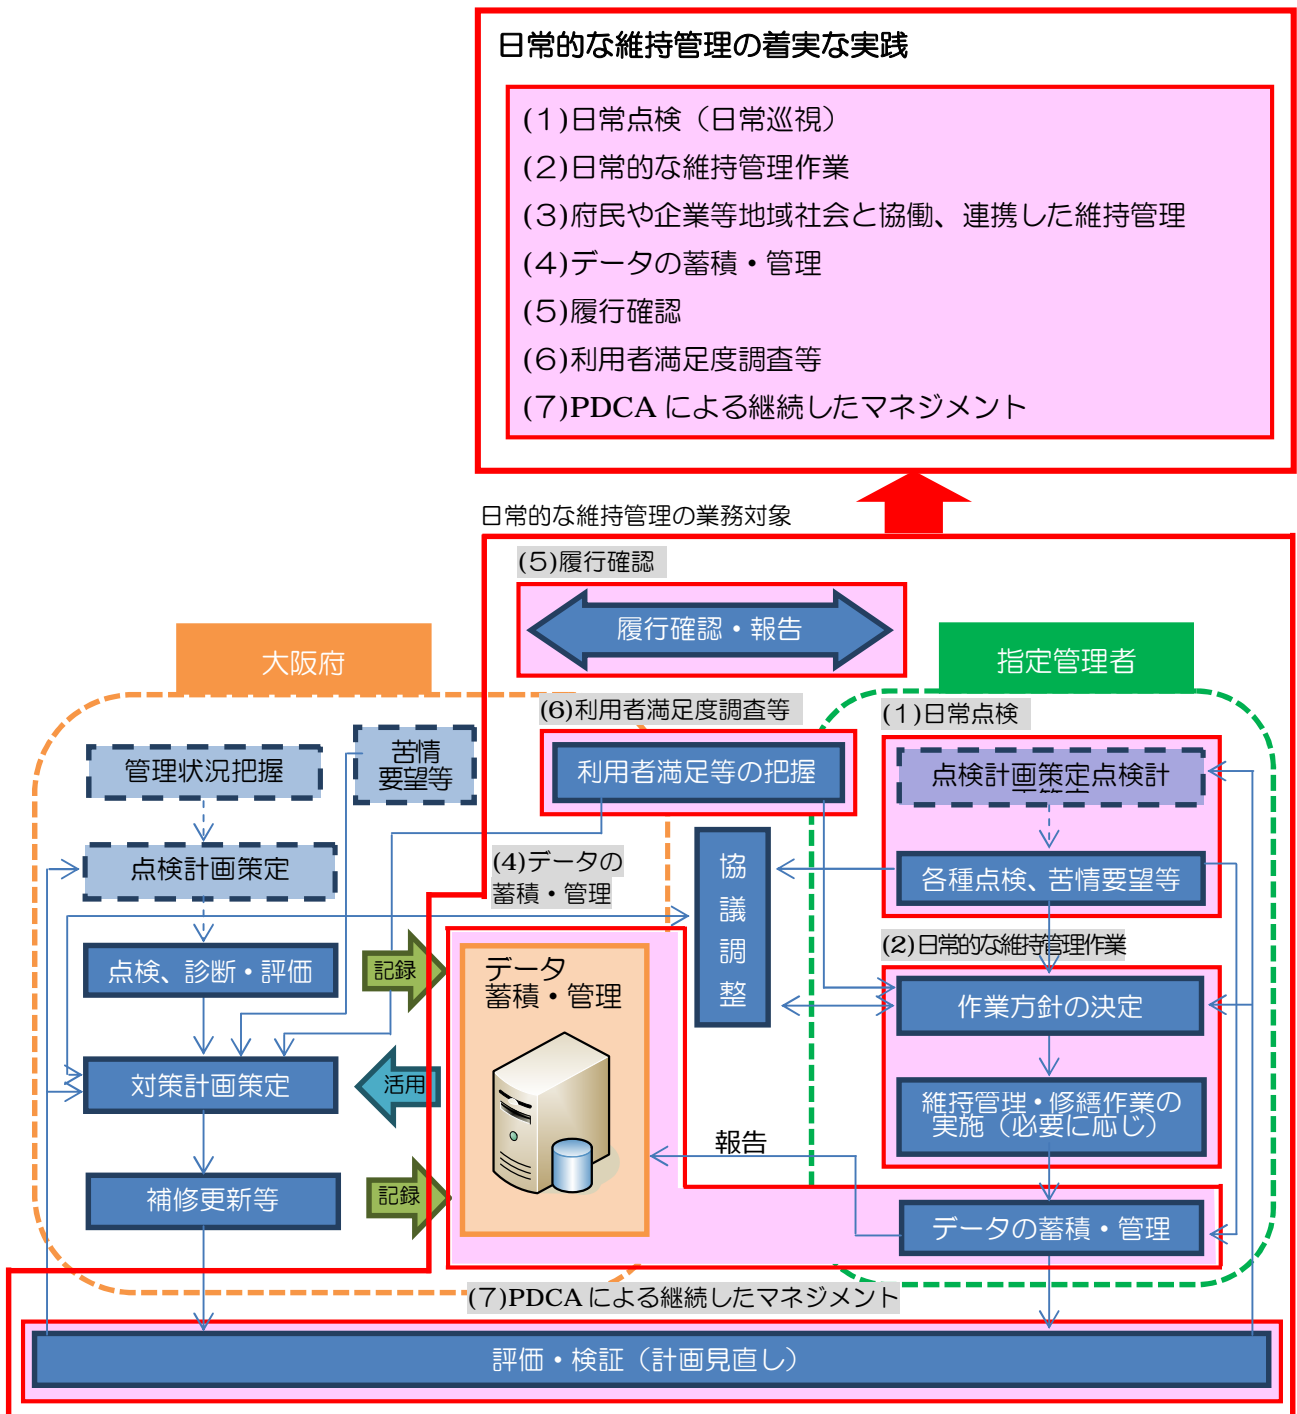 日常的な維持管理の着実な実践
(１)日常点検（日常巡視）
(２)日常的な維持管理作業
(３)府民や企業等地域社会と協働、連携した維持管理
(４)データの蓄積・管理
(５)履行確認
(６)利用者満足度調査等
(７)PDCAによる継続したマネジメント
日常的な維持管理の業務対象
(５)履行確認
履行確認・報告
大阪府
指定管理者
(６)利用者満足度調査等
(１)日常点検
管理状況把握
苦情
要望等
利用者満足等の把握
点検計画策定点検計
点検計画策定
(４)データの
蓄積・管理
協議調整
各種点検、苦情要望等
(２)日常的な維持管理作業
点検、診断・評価
記録
データ
蓄積・管理
作業方針の決定
対策計画策定
活用
維持管理・修繕作業の
実施（必要に応じ）
報告
補修更新等
記録
データの蓄積・管理
(７)PDCAによる継続したマネジメント
評価・検証（計画見直し）